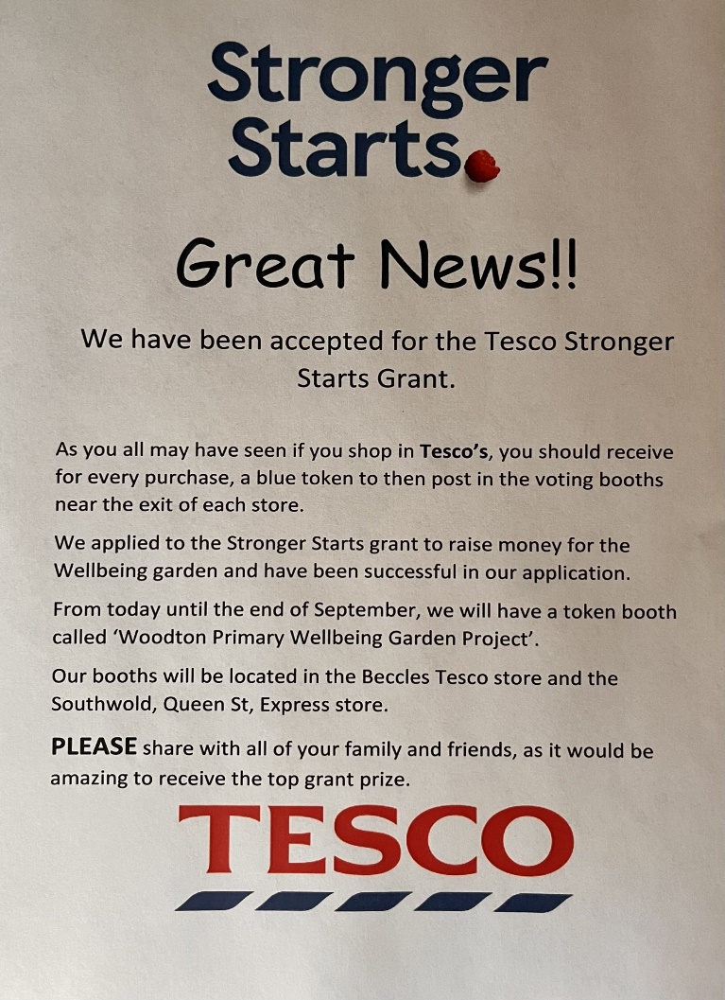 Stronger
Starts
Great News!!
We have been accepted for the Tesco Stronger
Starts Grant.
As you all may have seen if you shop in Tesco's, you should receive
for every purchase, a blue token to then post in the voting booths
near the exit of each store.
We applied to the Stronger Starts grant to raise money for the
Wellbeing garden and have been successful in our application.
From today until the end of September, we will have a token booth
called ‘Woodton Primary Wellbeing Garden Project’.
Our booths will be located in the Beccles Tesco store and the
Southwold, Queen St, Express store.
PLEASE share with all of your family and friends, as it would be
amazing to receive the top grant prize.
TESCO